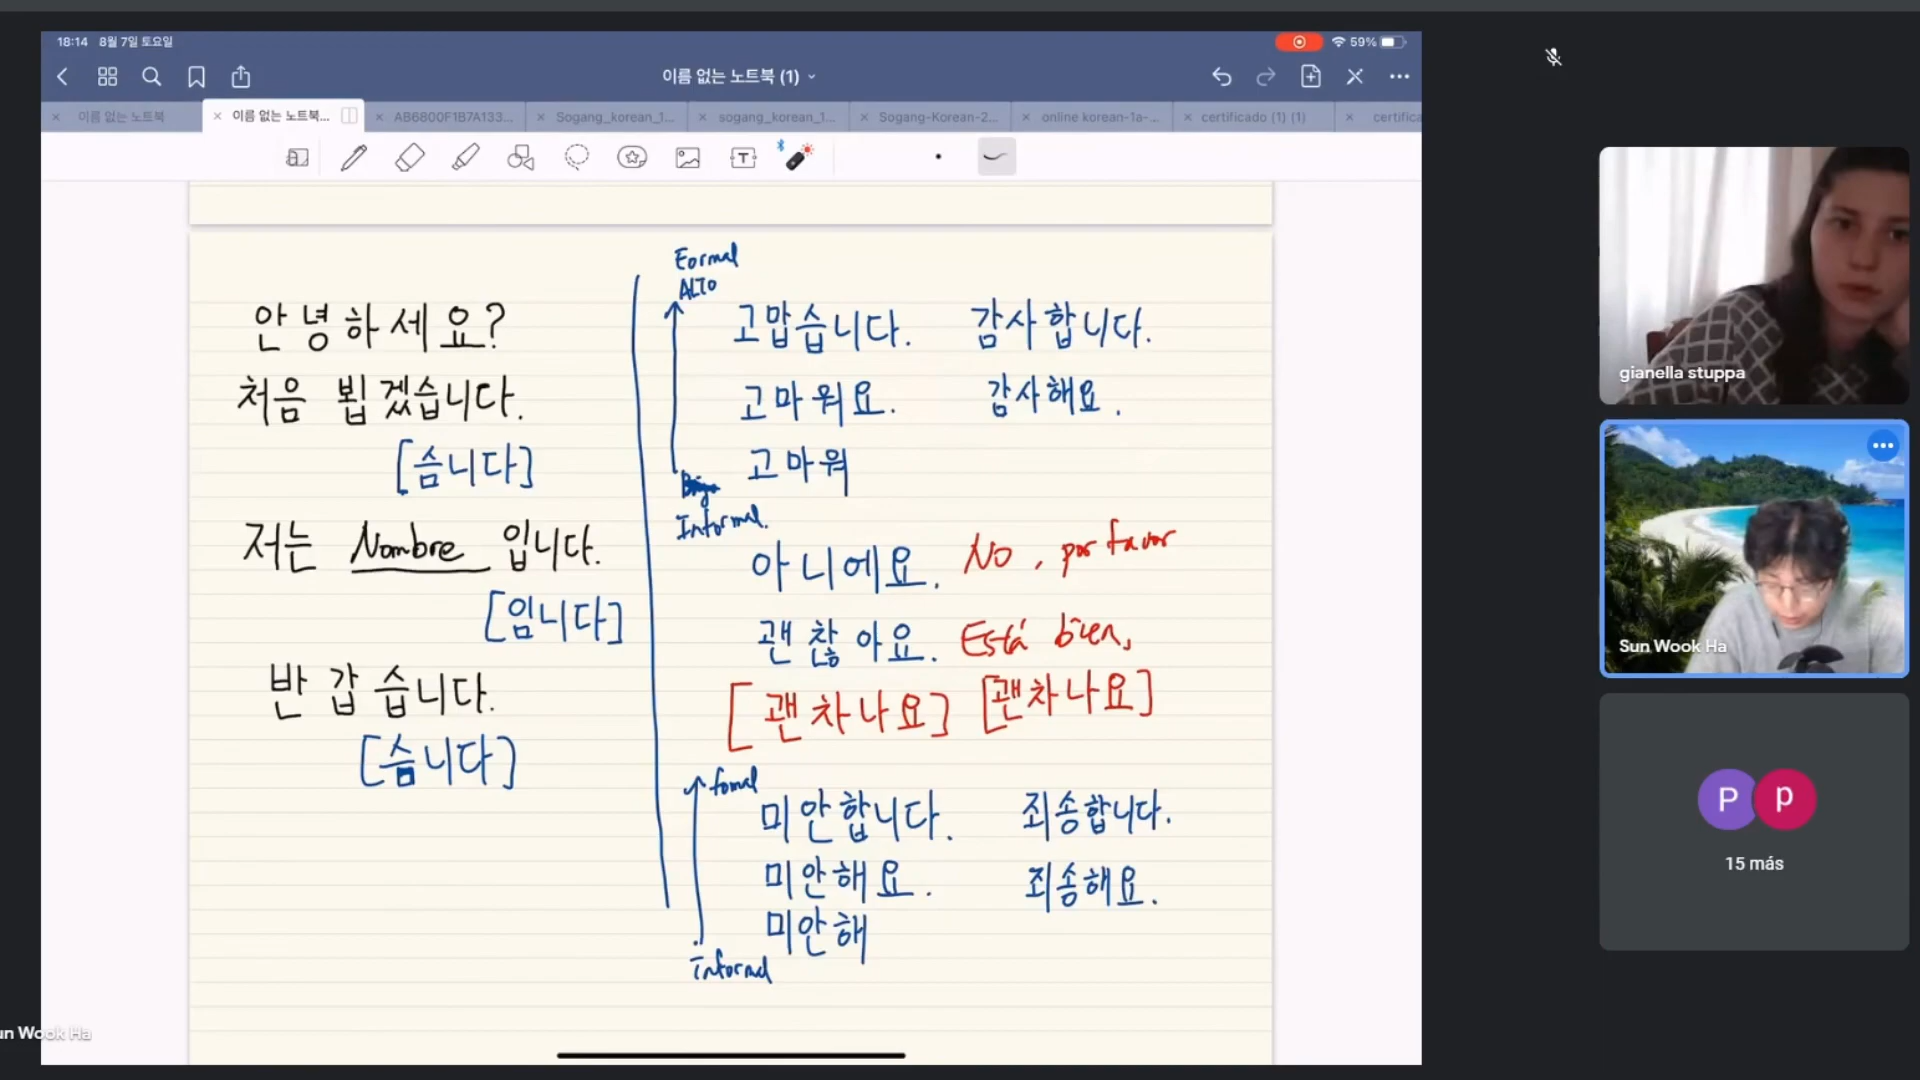 18:14 8월 7일 토요일
59%
이름 없는 노트북 (1)
이름 없는 노트북
이름 없는 노트북...
AB6800F1B7A133...
Sogang_korean_1...
sogang_korean_1...
Sogang-Korean-2...
online korean-1a-...
certificado (1) (1)
certifica
안녕하세요?
처음 뵙겠습니다.
[슴니다]
저는 Nombre 입니다.
[임니다]
반갑습니다.
[슴니다]
Formal
ALTO
고맙습니다. 감사합니다.
고마워요. 감사해요.
고마워
Informal.
아니에요. No, por favor
괜찮아요. Está bien,
[괜차나요] [괜차나요]
fomal
미안합니다. 죄송합니다.
미안해요. 죄송해요.
미안해
Informal
gianella stuppa
Sun Wook Ha
P p
15 más
un Wook Ha